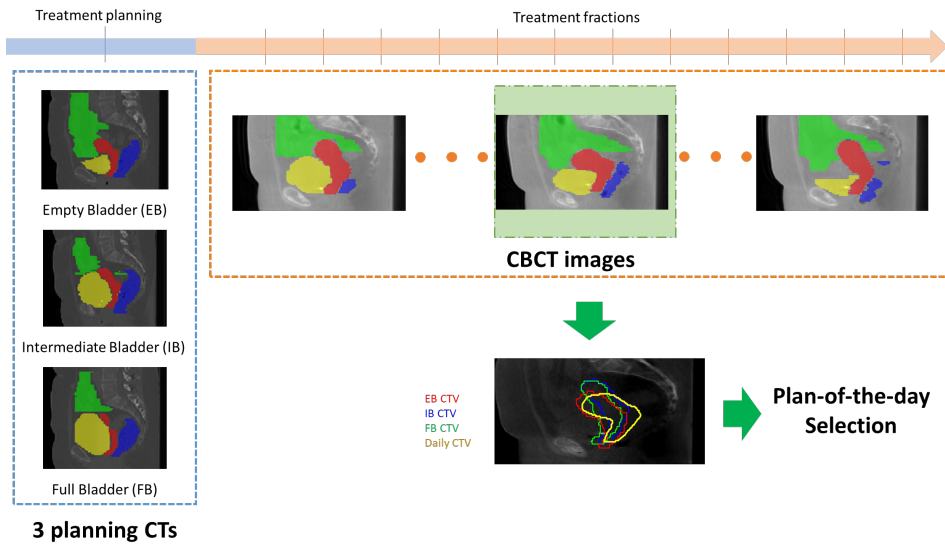 Treatment planning
Treatment fractions
Empty Bladder (EB)
Intermediate Bladder (IB)
Full Bladder (FB)
3 planning CTs
CBCT images
EB CTV
IB CTV
FB CTV
Daily CTV
Plan-of-the-day
Selection